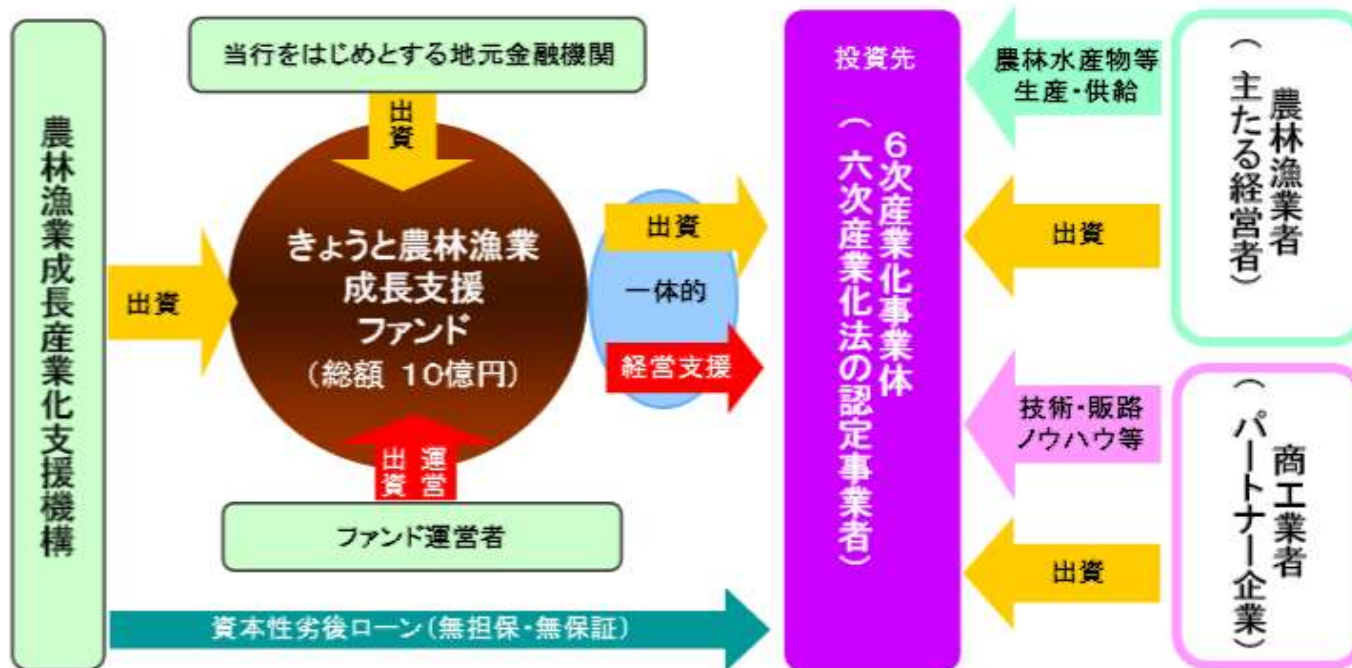 農林漁業成長産業化支援機構
当行をはじめとする地元金融機関
出資
出資
きょうと農林漁業
成長支援
ファンド
(総額 10億円)
運営
出資
ファンド運営者
出資
一体的
経営支援
資本性劣後ローン(無担保・無保証)
投資先
6次産業化事業体
(六次産業化法の認定事業者)
農林水産物等
生産・供給
出資
技術・販路
ノウハウ等
出資
農林漁業者
(主たる経営者)
商工業者
(パートナー企業)